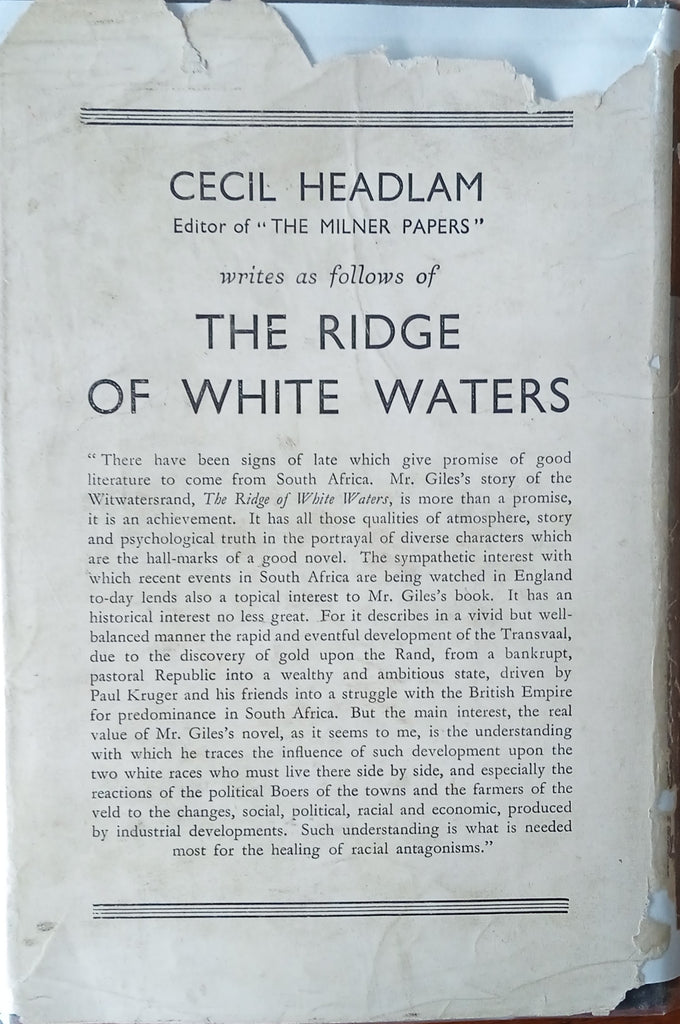 CECIL HEADLAM
Editor of “THE MILNER PAPERS”
writes as follows of
THE RIDGE
OF WHITE WATERS
“There have been signs of late which give promise of good
literature to come from South Africa. Mr. Giles’s story of the
Witwatersrand, The Ridge of White Waters, is more than a promise,
it is an achievement. It has all those qualities of atmosphere, story
and psychological truth in the portrayal of diverse characters which
are the hall-marks of a good novel. The sympathetic interest with
which recent events in South Africa are being watched in England
to-day lends also a topical interest to Mr. Giles’s book. It has an
historical interest no less great. For it describes in a vivid but well-
balanced manner the rapid and eventful development of the Transvaal,
due to the discovery of gold upon the Rand, from a bankrupt,
pastoral Republic into a wealthy and ambitious state, driven by
Paul Kruger and his friends into a struggle with the British Empire
for predominance in South Africa. But the main interest, the real
value of Mr. Giles’s novel, as it seems to me, is the understanding
with which he traces the influence of such development upon the
two white races who must live there side by side, and especially the
reactions of the political Boers of the towns and the farmers of the
veld to the changes, social, political, racial and economic, produced
by industrial developments. Such understanding is what is needed
most for the healing of racial antagonisms.”